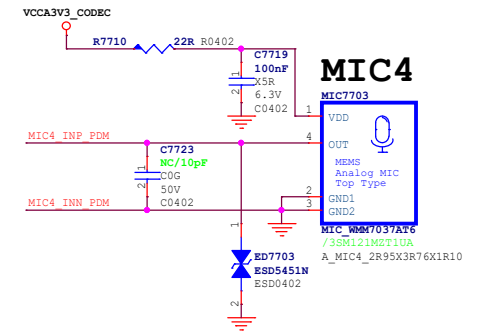 VCCA3V3_CODEC
R7710 22R R0402
C7719
100nF
X5R
6.3V
C0402
1 2
MIC4
MIC7703
1 VDD
MIC4_INP_PDM
4 OUT
C7723
NC/10pF
C0G
50V
C0402
1 2
MEMS
Analog MIC
Top Type
2 GND1
MIC4_INN_PDM
3 GND2
MIC_WMM7037AT6
/3SM121MZT1UA
A_MIC4_2R95X3R76X1R10
1
ED7703
ESD5451N
ESD0402
2